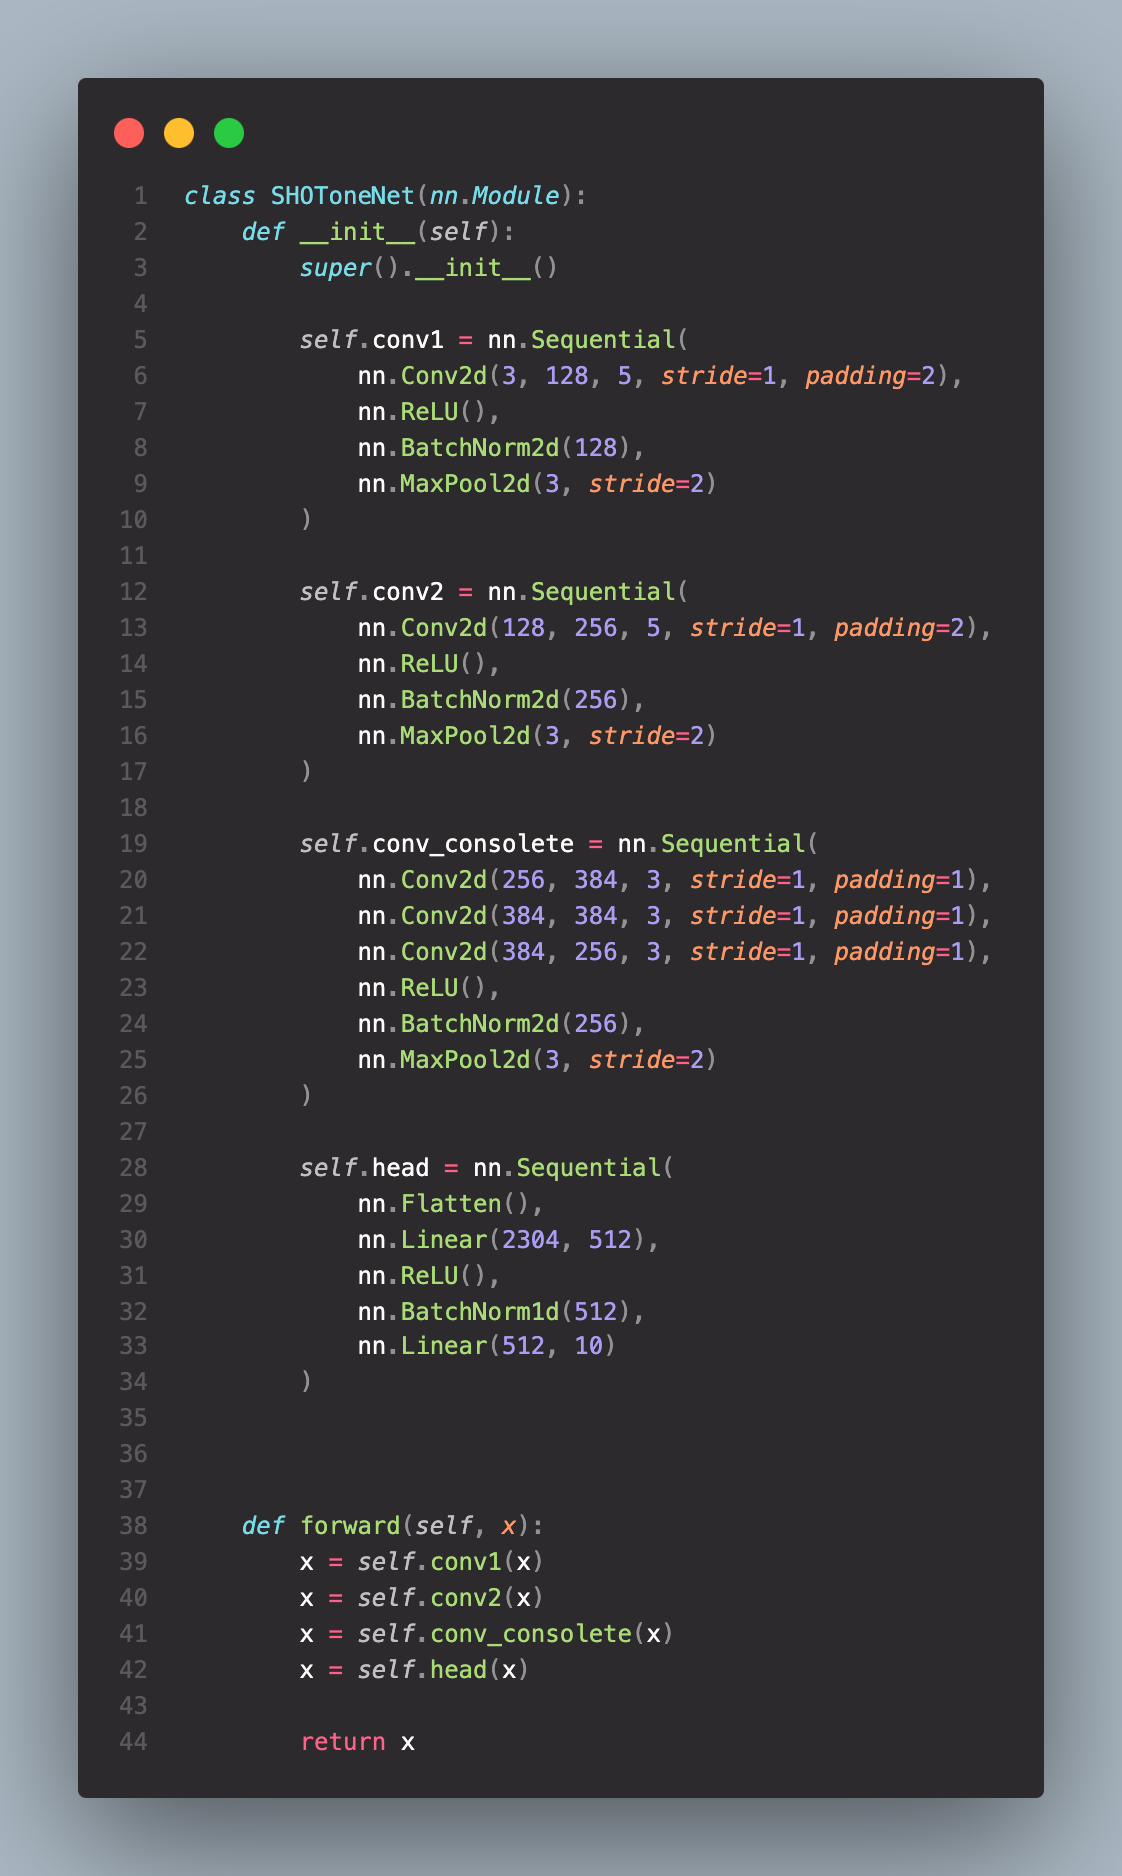 1 class SHOToneNet(nn.Module):
2     def __init__(self):
3         super().__init__()
4
5         self.conv1 = nn.Sequential(
6             nn.Conv2d(3, 128, 5, stride=1, padding=2),
7             nn.ReLU(),
8             nn.BatchNorm2d(128),
9             nn.MaxPool2d(3, stride=2)
10         )
11
12         self.conv2 = nn.Sequential(
13             nn.Conv2d(128, 256, 5, stride=1, padding=2),
14             nn.ReLU(),
15             nn.BatchNorm2d(256),
16             nn.MaxPool2d(3, stride=2)
17         )
18
19         self.conv_consolete = nn.Sequential(
20             nn.Conv2d(256, 384, 3, stride=1, padding=1),
21             nn.Conv2d(384, 384, 3, stride=1, padding=1),
22             nn.Conv2d(384, 256, 3, stride=1, padding=1),
23             nn.ReLU(),
24             nn.BatchNorm2d(256),
25             nn.MaxPool2d(3, stride=2)
26         )
27
28         self.head = nn.Sequential(
29             nn.Flatten(),
30             nn.Linear(2304, 512),
31             nn.ReLU(),
32             nn.BatchNorm1d(512),
33             nn.Linear(512, 10)
34         )
35
36
37
38     def forward(self, x):
39         x = self.conv1(x)
40         x = self.conv2(x)
41         x = self.conv_consolete(x)
42         x = self.head(x)
43
44         return x